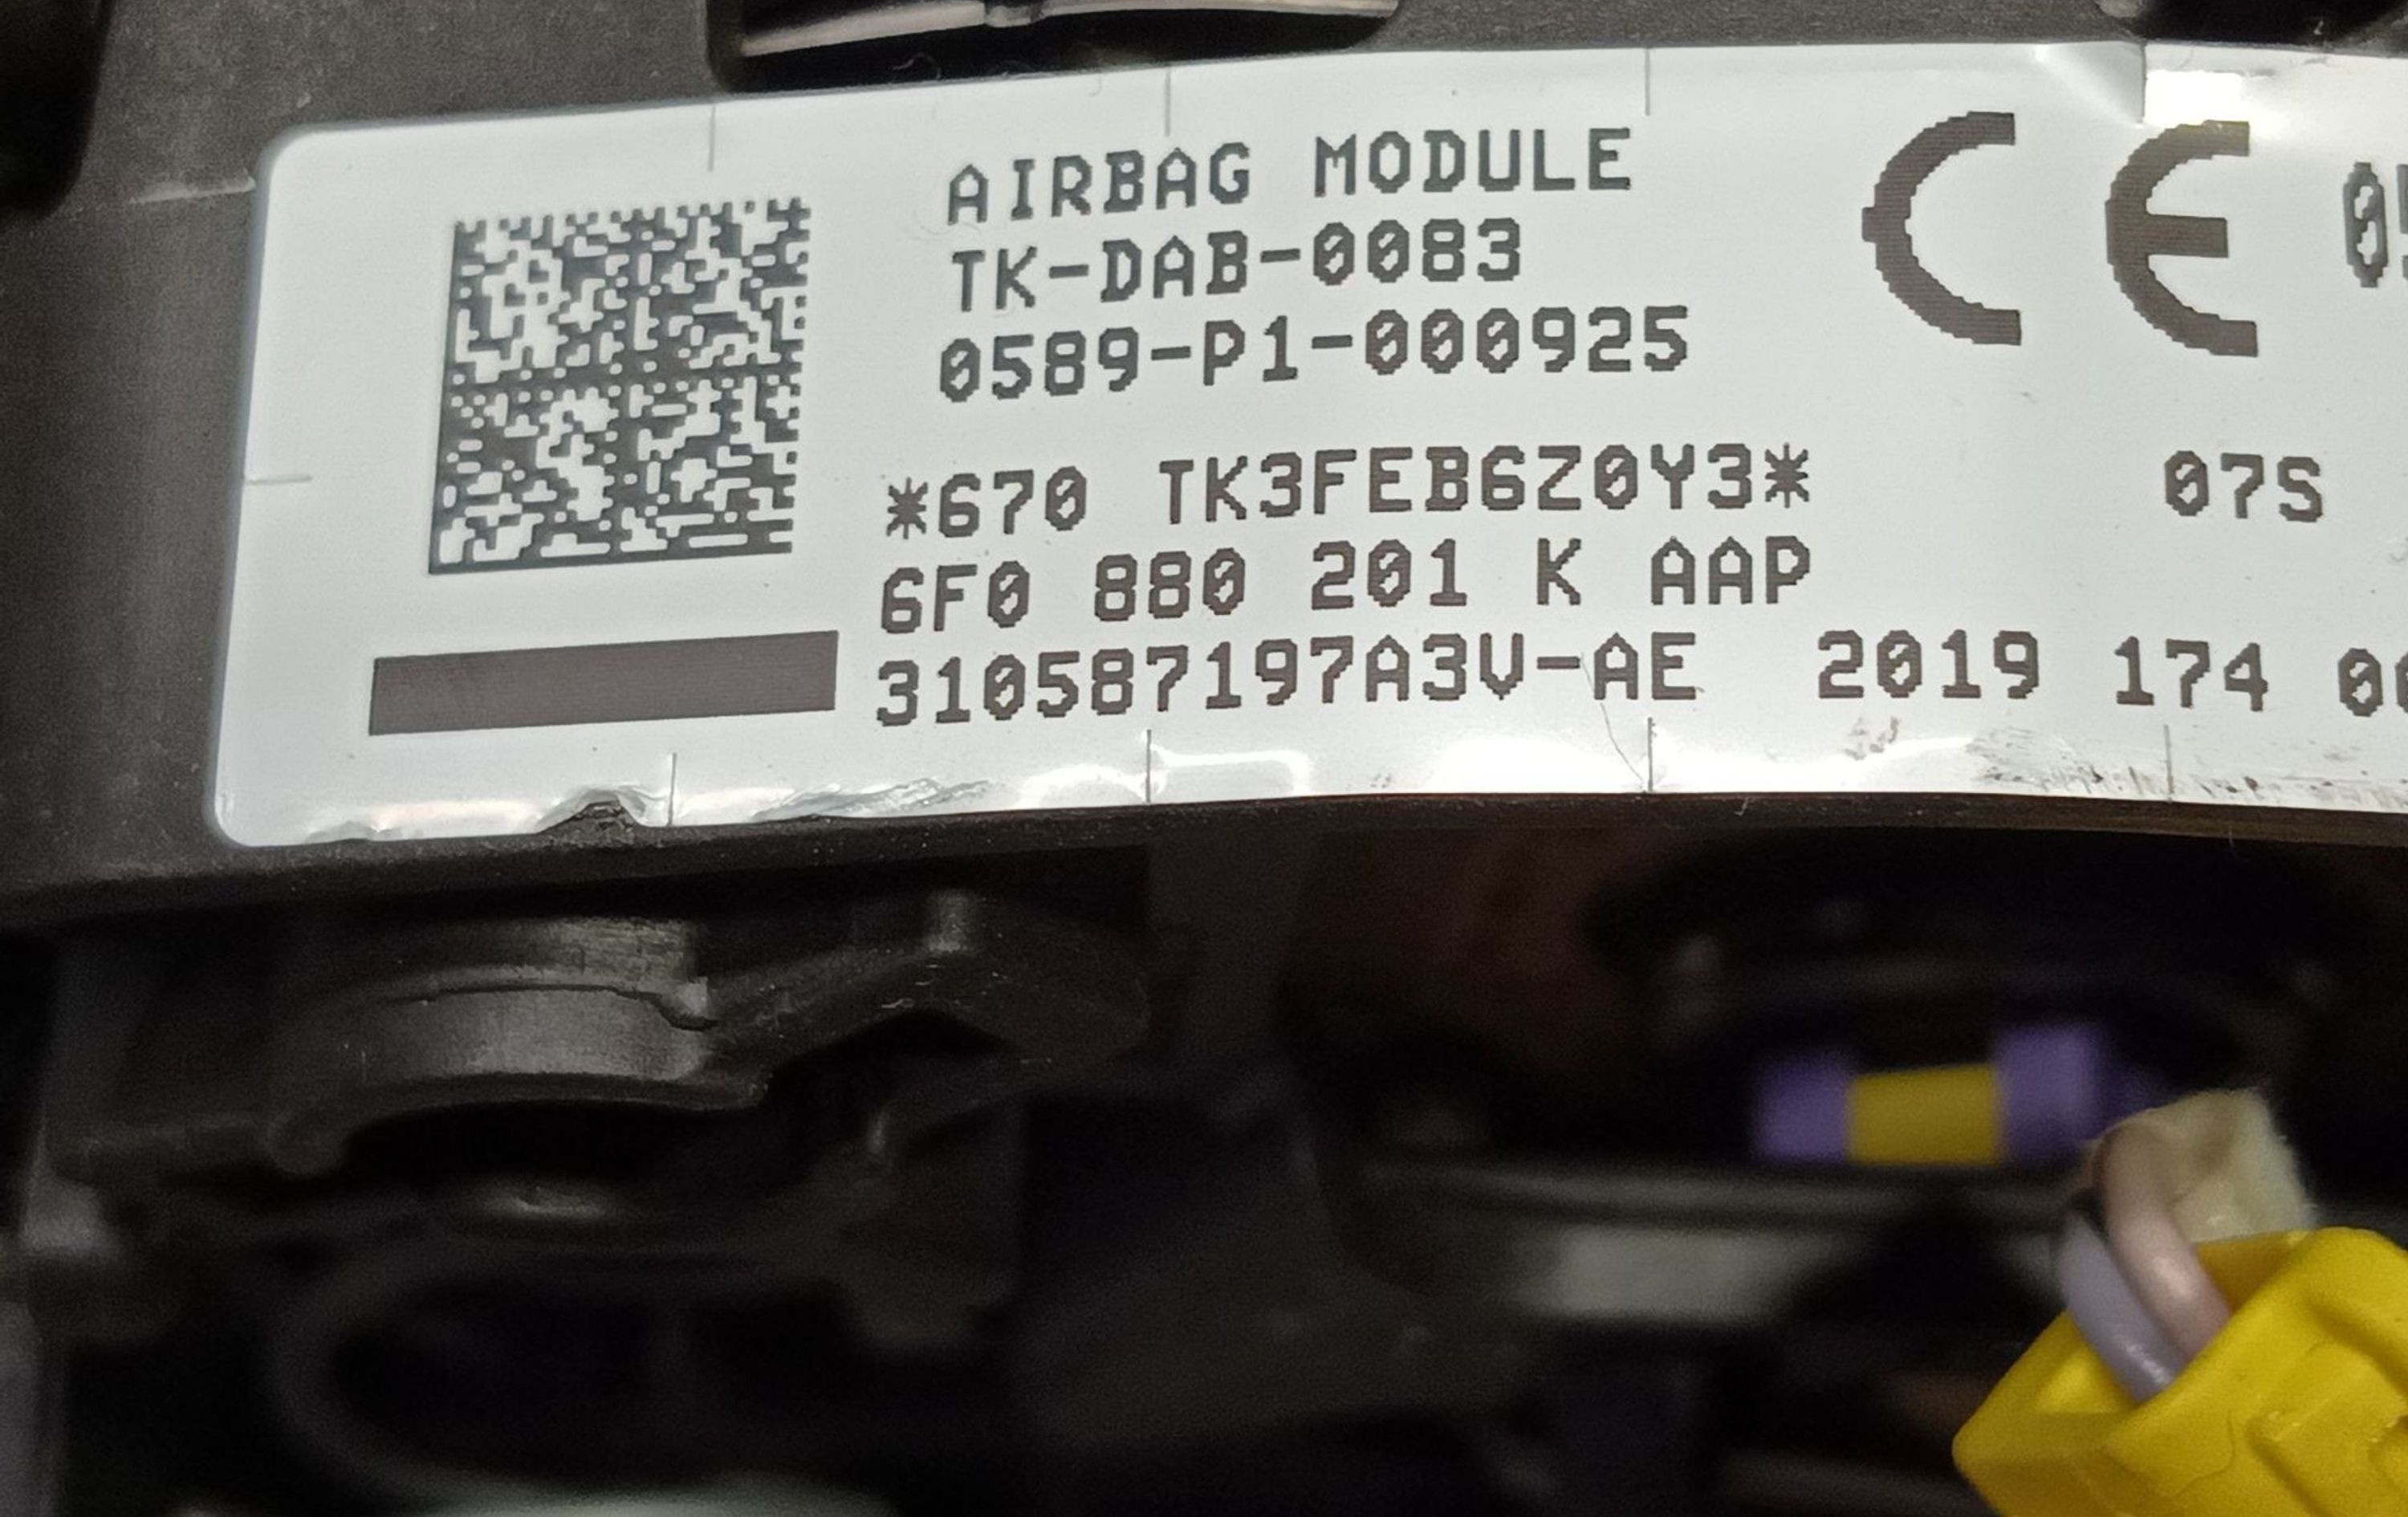 AIRBAG MODULE
TK-DAB-0083
0589-P1-000925
CE
*670 TK3FEB6Z0Y3*
07S
6F0 880 201 K AAP
310587197A3V-AE 2019 174